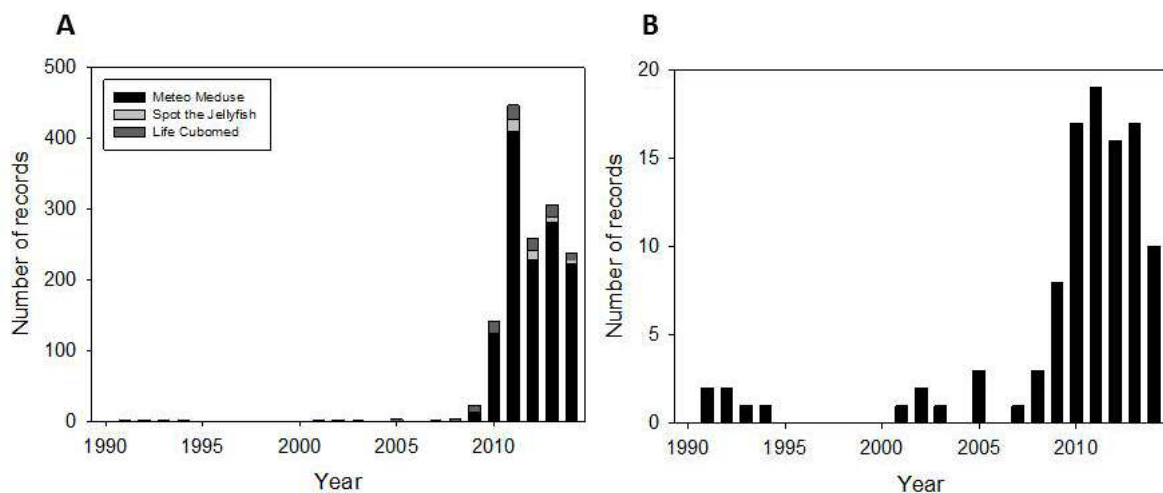 A
B
500
400
300
200
100
0
Number of records
Meteo Meduse
Spot the Jellyfish
Life Cubomed
1990
1995
2000
2005
2010
Year
20
15
10
5
0
Number of records
1990
1995
2000
2005
2010
Year